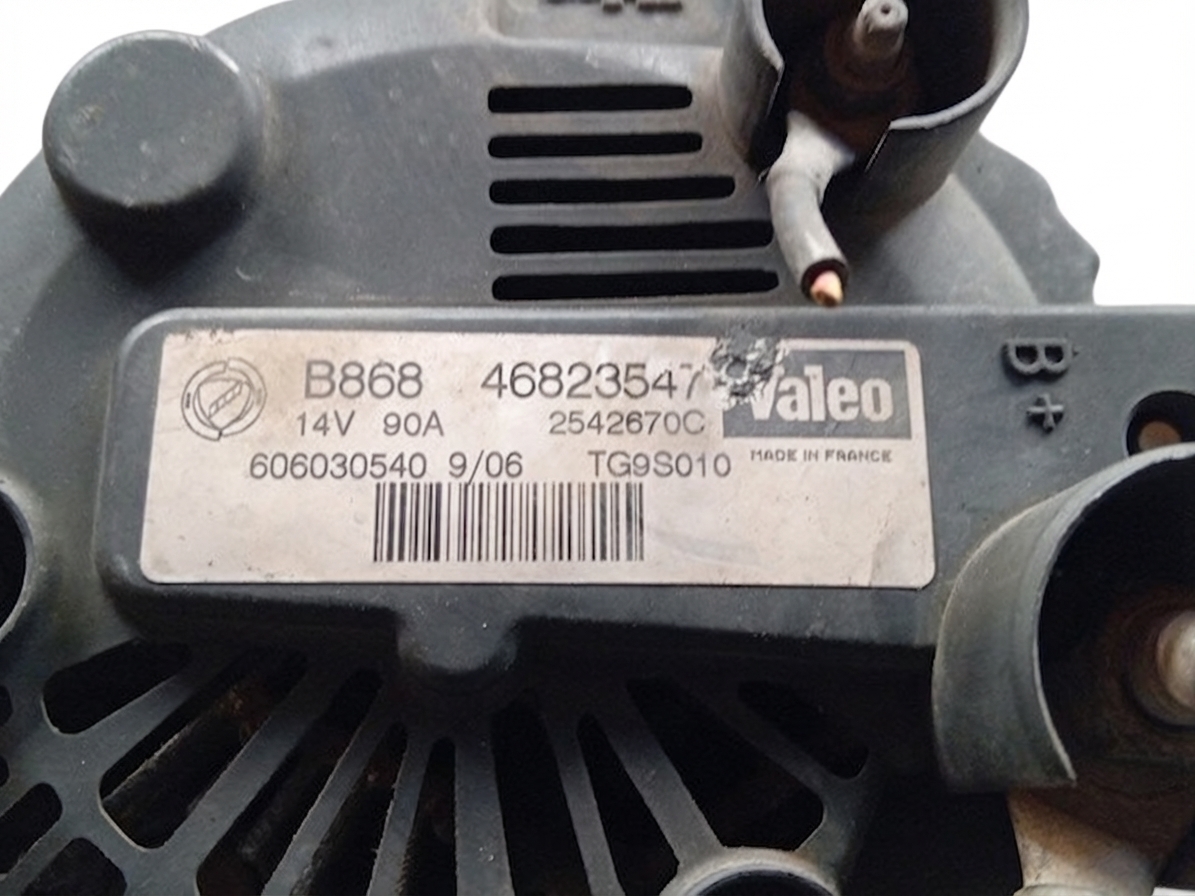 B868 46823547
14V 90A 2542670C
Valeo
606030540 9/06 TG9S010
MADE IN FRANCE
B
+